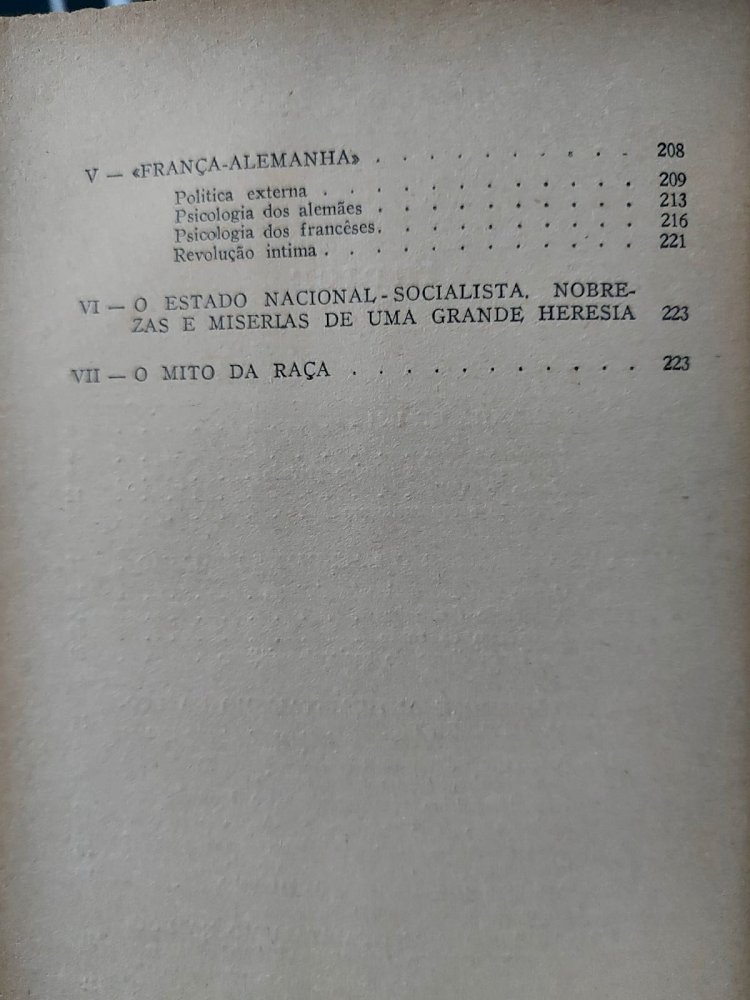 V — «FRANÇA-ALEMANHA» . . . . . . . . . . 208
Politica externa . . . . . . . . . . . . 209
Psicologia dos alemães . . . . . . . . . . 213
Psicologia dos francêses. . . . . . . . . . 216
Revolução intima . . . . . . . . . . . . 221
VI — O ESTADO NACIONAL-SOCIALISTA. NOBRE-
ZAS E MISERIAS DE UMA GRANDE HERESIA 223
VII — O MITO DA RAÇA . . . . . . . . . . . 223